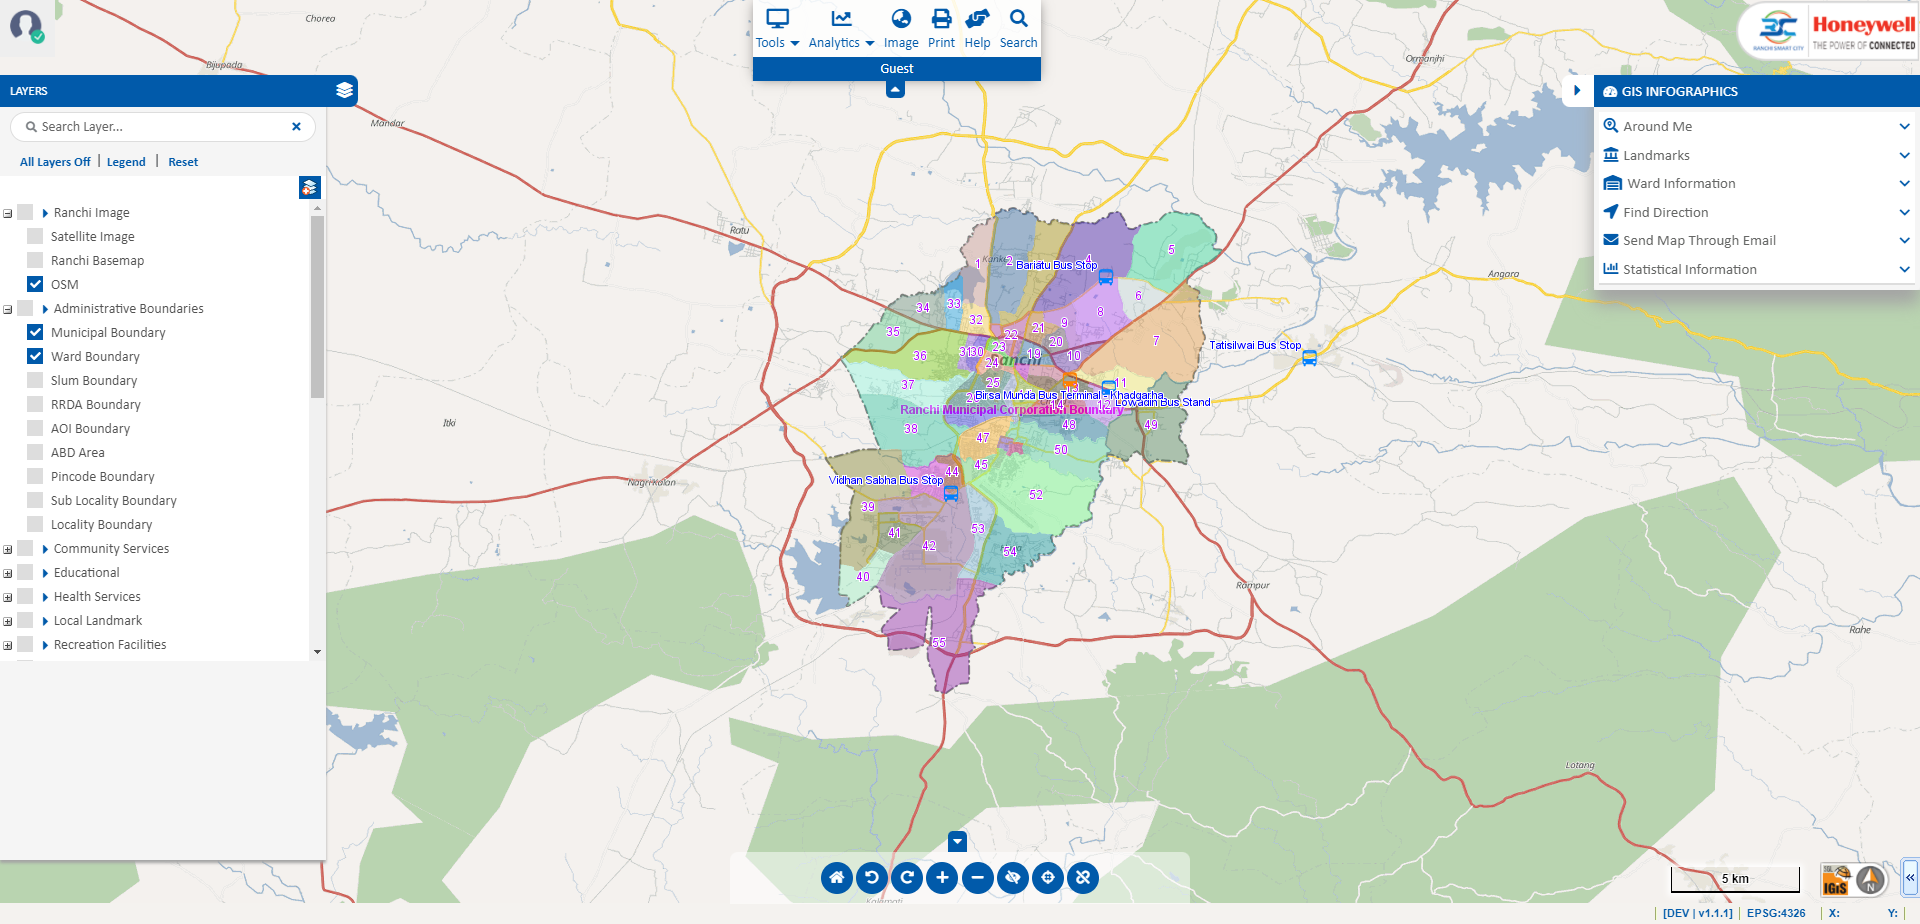 Tools
Analytics
Image
Print
Help
Search
Guest
RANCHI SMART CITY
Honeywell
THE POWER OF CONNECTED
LAYERS
Search Layer...
All Layers Off | Legend | Reset
Ranchi Image
Satellite Image
Ranchi Basemap
OSM
Administrative Boundaries
Municipal Boundary
Ward Boundary
Slum Boundary
RRDA Boundary
AOI Boundary
ABD Area
Pincode Boundary
Sub Locality Boundary
Locality Boundary
Community Services
Educational
Health Services
Local Landmark
Recreation Facilities
GIS INFOGRAPHICS
Around Me
Landmarks
Ward Information
Find Direction
Send Map Through Email
Statistical Information
Chorea
Bijupada
Mandar
Ormanjhi
Ratu
Angara
Itki
Nagri Kalan
Rampur
Rahe
Lotang
Kalamati
1
2
4
5
Bariatu Bus Stop
6
7
8
9
33
34
35
32
22
21
20
36
31
30
23
19
10
24
Ranchi
Tatisilwai Bus Stop
37
25
11
Birsa Munda Bus Terminal - Khadgarha
Lowadih Bus Stand
Ranchi Municipal Corporation Boundary
38
48
49
47
50
45
44
Vidhan Sabha Bus Stop
52
39
53
41
42
54
40
55
5 km
IGiS
N
[DEV | v1.1.1]
EPSG:4326
X:
Y: